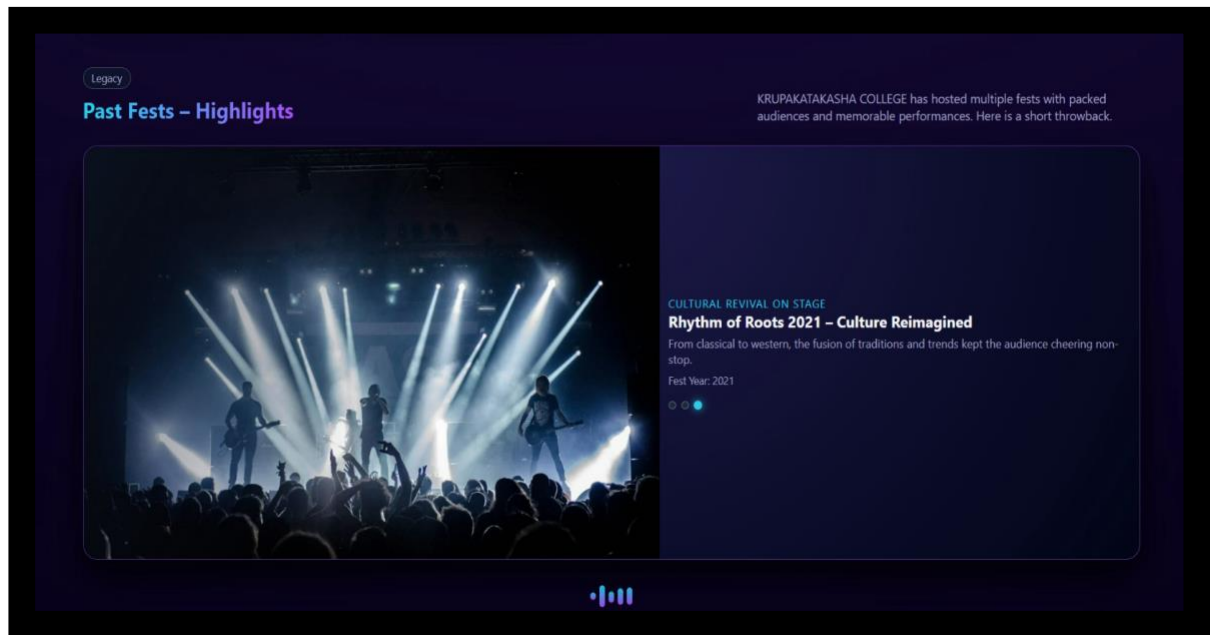 Legacy
Past Fests – Highlights
KRUPAKATAKASHA COLLEGE has hosted multiple fests with packed
audiences and memorable performances. Here is a short throwback.
CULTURAL REVIVAL ON STAGE
Rhythm of Roots 2021 – Culture Reimagined
From classical to western, the fusion of traditions and trends kept the audience cheering non-
stop.
Fest Year: 2021